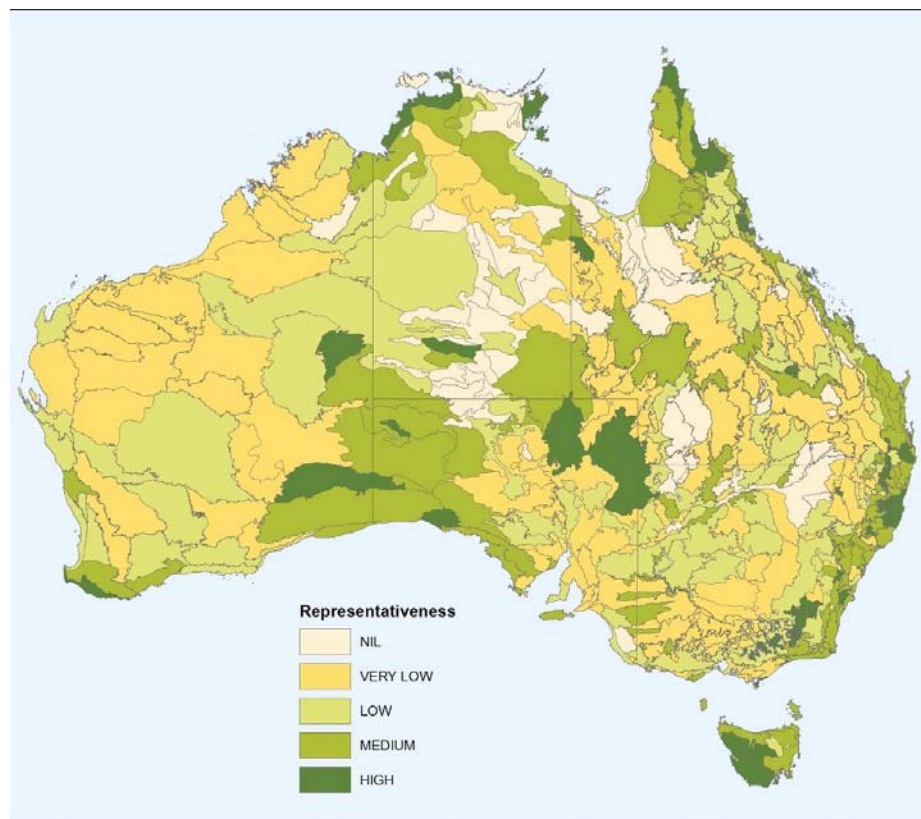 Representativeness
NIL
VERY LOW
LOW
MEDIUM
HIGH